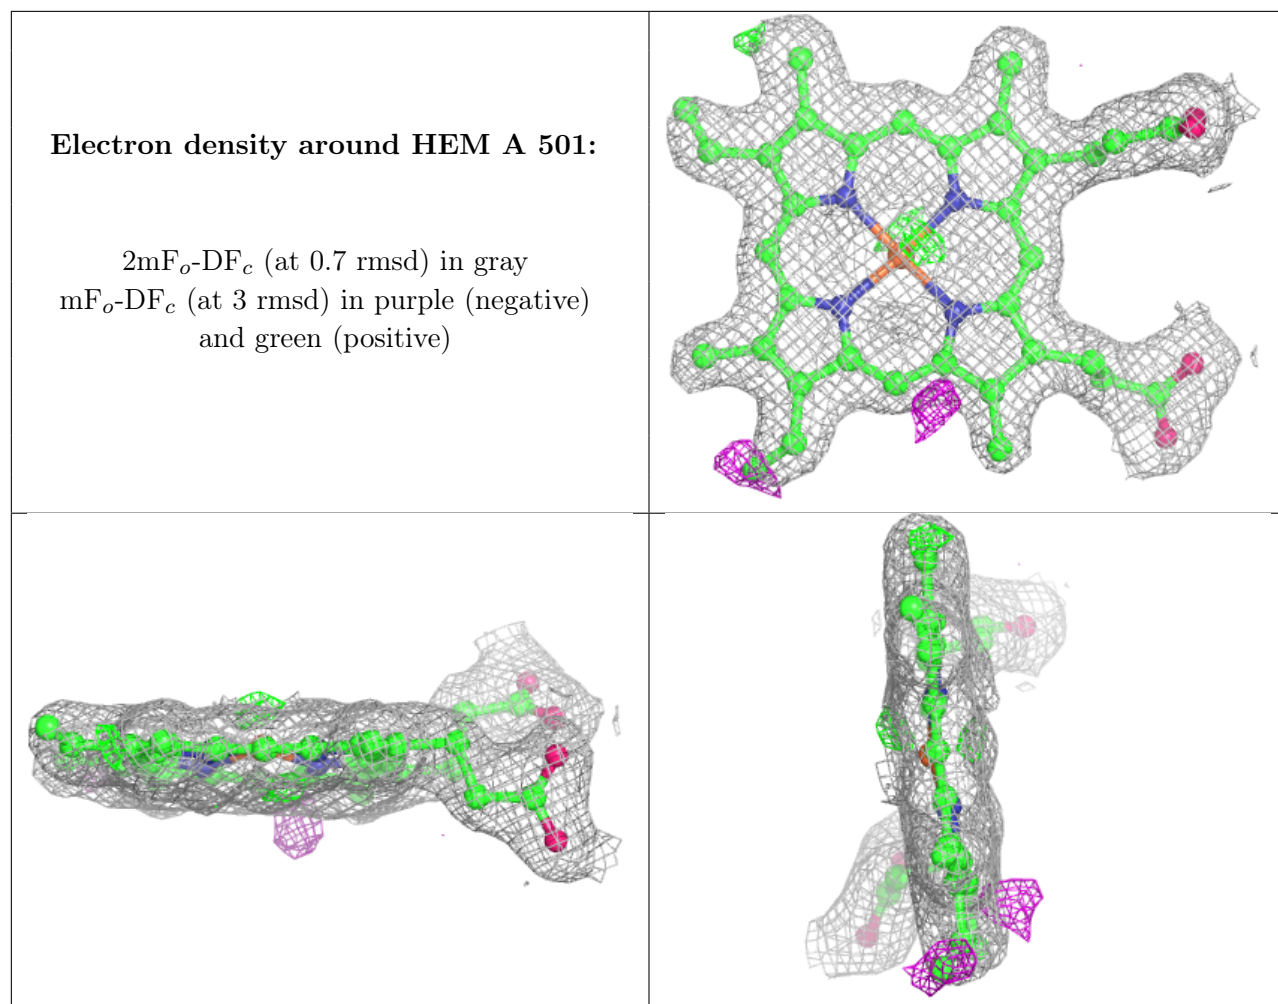 Electron density around HEM A 501:
2mFo-DFc (at 0.7 rmsd) in gray
mFo-DFc (at 3 rmsd) in purple (negative)
and green (positive)